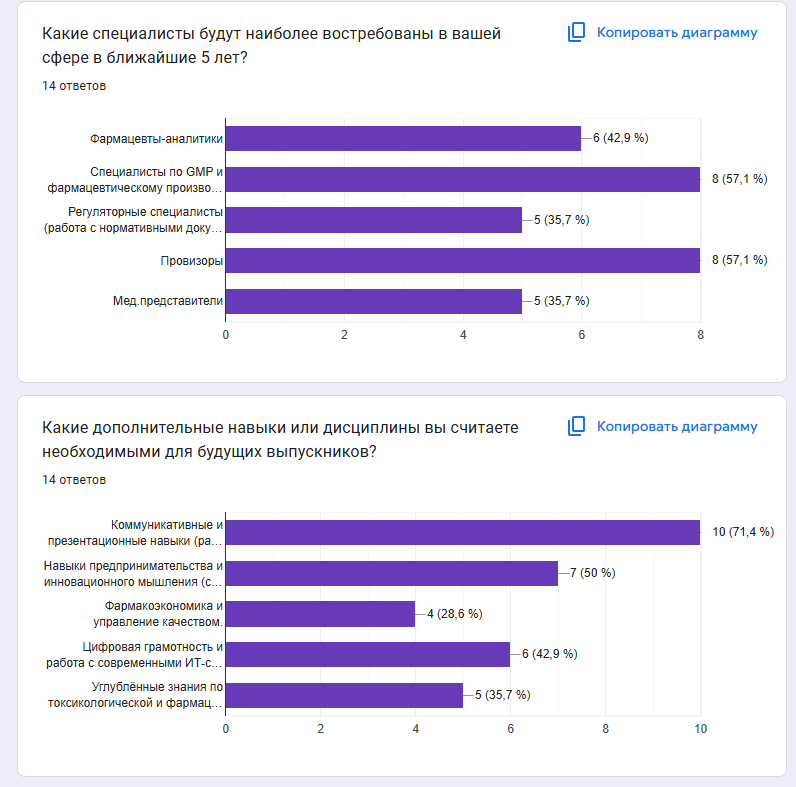 Какие специалисты будут наиболее востребованы в вашей
сфере в ближайшие 5 лет?
Копировать диаграмму
14 ответов
Фармацевты-аналитики
6 (42,9 %)
Специалисты по GMP и
фармацевтическому произво…
8 (57,1 %)
Регуляторные специалисты
(работа с нормативными доку…
5 (35,7 %)
Провизоры
8 (57,1 %)
Мед.представители
5 (35,7 %)
0 2 4 6 8
Какие дополнительные навыки или дисциплины вы считаете
необходимыми для будущих выпускников?
Копировать диаграмму
14 ответов
Коммуникативные и
презентационные навыки (ра…
10 (71,4 %)
Навыки предпринимательства и
инновационного мышления (с…
7 (50 %)
Фармакоэкономика и
управление качеством.
4 (28,6 %)
Цифровая грамотность и
работа с современными ИТ-с…
6 (42,9 %)
Углублённые знания по
токсикологической и фармац…
5 (35,7 %)
0 2 4 6 8 10